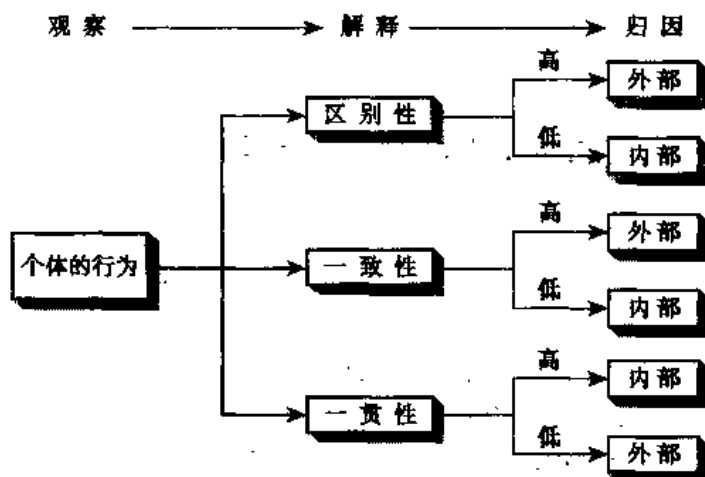 观察 解释 归因
高 外部
区别性
低 内部
高 外部
个体的行为 一致性
低 内部
高 内部
一贯性
低 外部